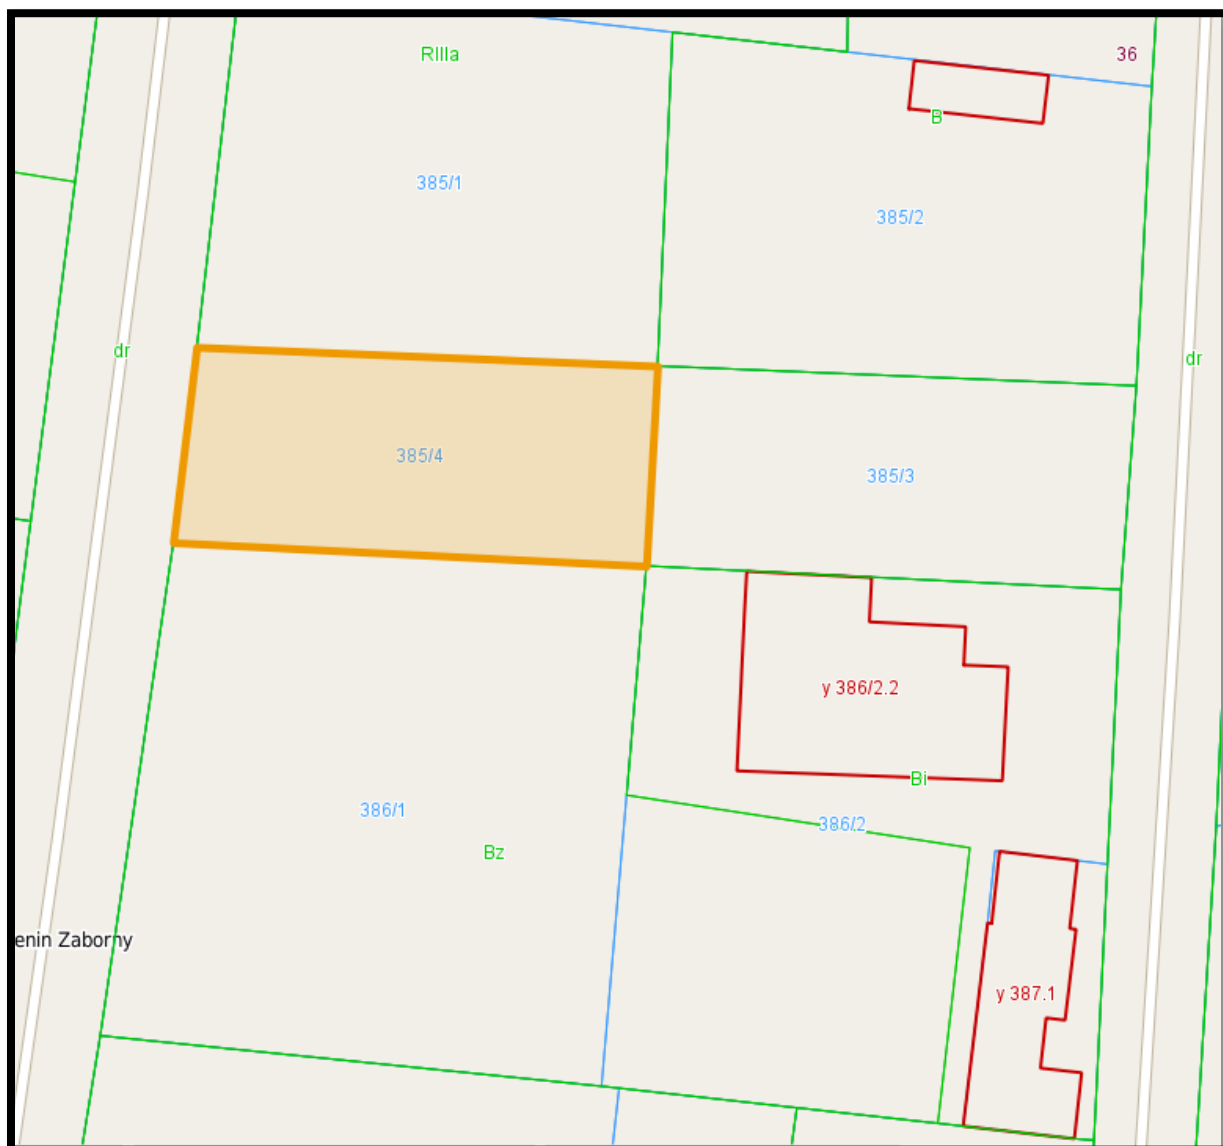 RIIIa
36
B
385/1
385/2
dr
dr
385/4
385/3
y 386/2.2
Bi
386/1
386/2
Bz
enin Zaborny
y 387.1